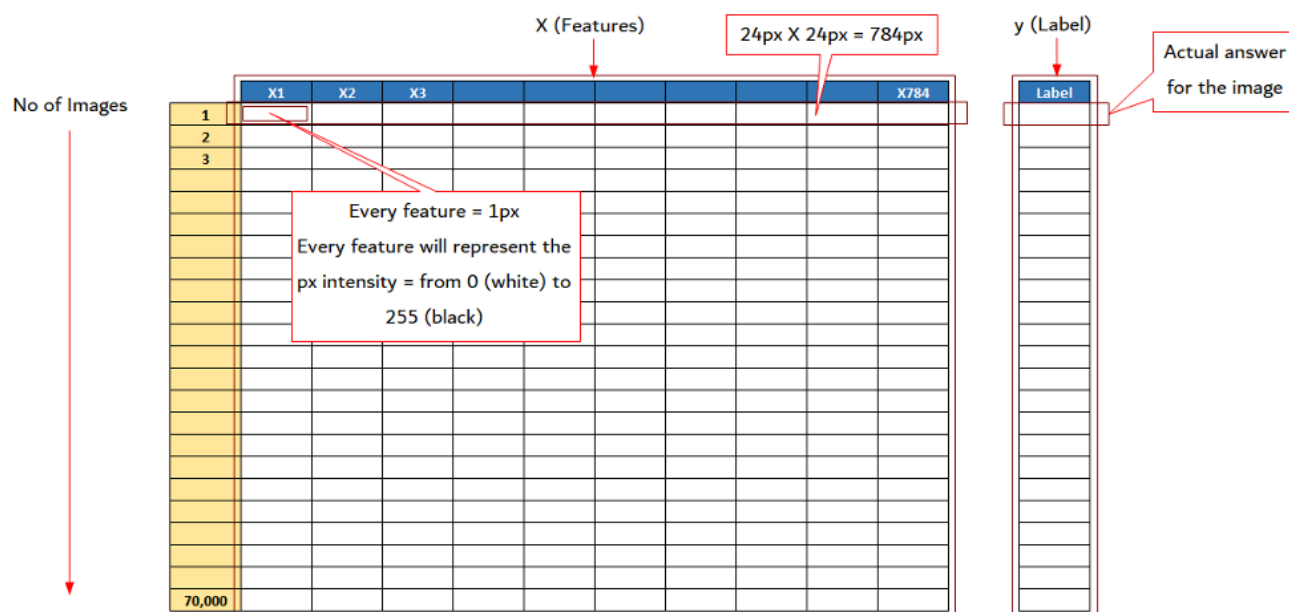 X (Features)
24px X 24px = 784px
y (Label)
Actual answer
for the image
No of Images
X1 X2 X3 X784
Label
1
2
3
Every feature = 1px
Every feature will represent the
px intensity = from 0 (white) to
255 (black)
70,000